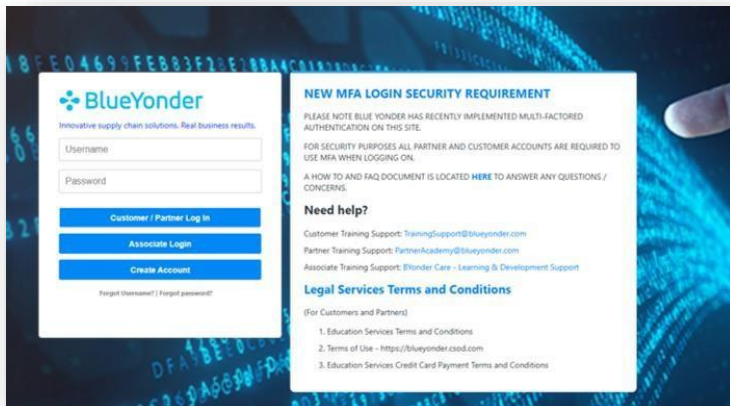 BlueYonder
Innovative supply chain solutions. Real business results.
Username
Password
Customer / Partner Log In
Associate Login
Create Account
Forgot Username? | Forgot password?
NEW MFA LOGIN SECURITY REQUIREMENT
PLEASE NOTE BLUE YONDER HAS RECENTLY IMPLEMENTED MULTI-FACTORED
AUTHENTICATION ON THIS SITE.
FOR SECURITY PURPOSES ALL PARTNER AND CUSTOMER ACCOUNTS ARE REQUIRED TO
USE MFA WHEN LOGGING ON.
A HOW TO AND FAQ DOCUMENT IS LOCATED HERE TO ANSWER ANY QUESTIONS /
CONCERNS.
Need help?
Customer Training Support: TrainingSupport@blueyonder.com
Partner Training Support: PartnerAcademy@blueyonder.com
Associate Training Support: BYonder Care - Learning & Development Support
Legal Services Terms and Conditions
(For Customers and Partners)
1. Education Services Terms and Conditions
2. Terms of Use - https://blueyonder.csod.com
3. Education Services Credit Card Payment Terms and Conditions